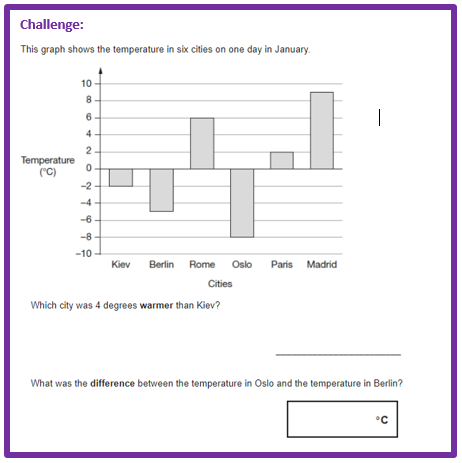 Challenge:
This graph shows the temperature in six cities on one day in January.
10
8
6
4
2
Temperature
(°C)
0
−2
−4
−6
−8
−10
Kiev Berlin Rome Oslo Paris Madrid
Cities
Which city was 4 degrees warmer than Kiev?
What was the difference between the temperature in Oslo and the temperature in Berlin?
°C